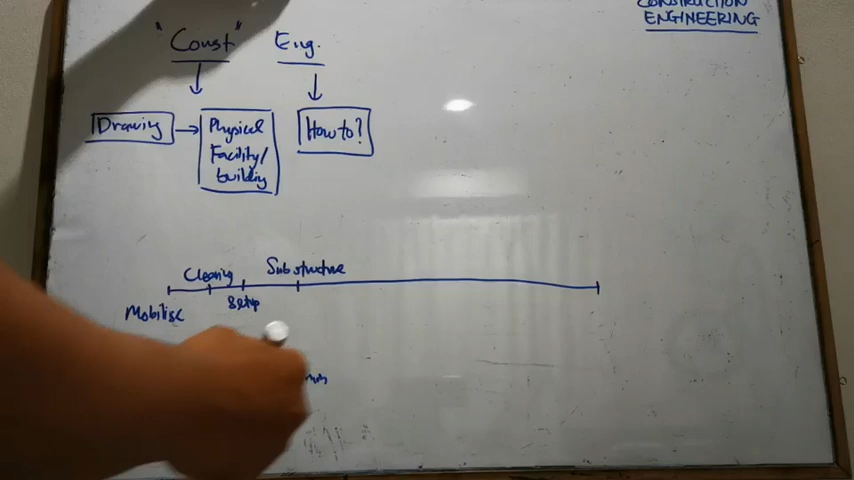 CONSTRUCTION
ENGINEERING
"Const" Eng.
Drawing
Physical
Facility/
building
How to?
Clearing
Substructure
Mobilise
Setup